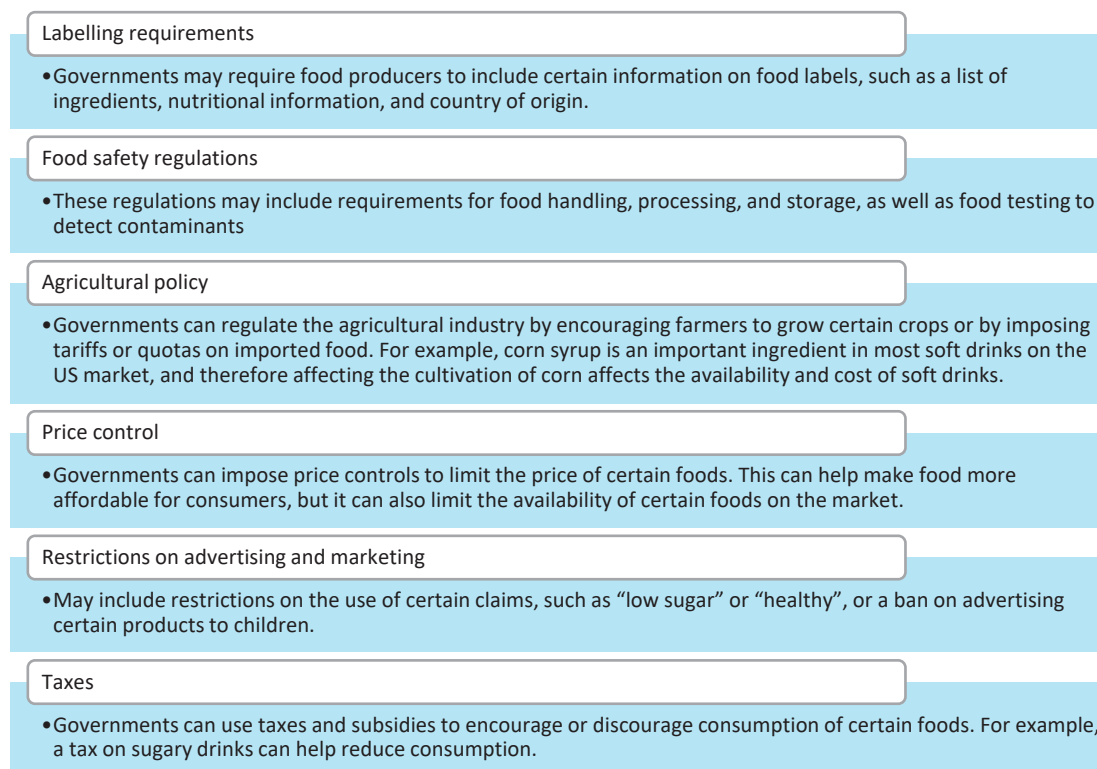 Labelling requirements
•Governments may require food producers to include certain information on food labels, such as a list of
ingredients, nutritional information, and country of origin.
Food safety regulations
•These regulations may include requirements for food handling, processing, and storage, as well as food testing to
detect contaminants
Agricultural policy
•Governments can regulate the agricultural industry by encouraging farmers to grow certain crops or by imposing
tariffs or quotas on imported food. For example, corn syrup is an important ingredient in most soft drinks on the
US market, and therefore affecting the cultivation of corn affects the availability and cost of soft drinks.
Price control
•Governments can impose price controls to limit the price of certain foods. This can help make food more
affordable for consumers, but it can also limit the availability of certain foods on the market.
Restrictions on advertising and marketing
•May include restrictions on the use of certain claims, such as “low sugar” or “healthy”, or a ban on advertising
certain products to children.
Taxes
•Governments can use taxes and subsidies to encourage or discourage consumption of certain foods. For example,
a tax on sugary drinks can help reduce consumption.